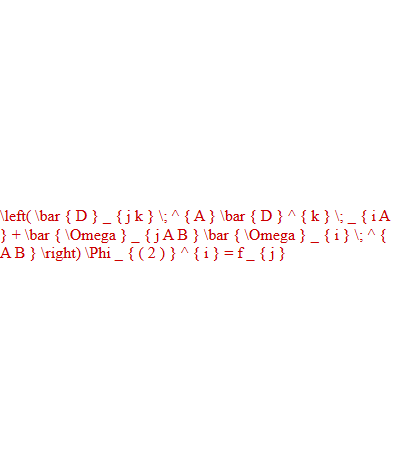 \left( \bar { D } _ { j k } \; ^ { A } \bar { D } ^ { k } \; _ { i A
} + \bar { \Omega } _ { j A B } \bar { \Omega } _ { i } \; ^ {
A B } \right) \Phi _ { ( 2 ) } ^ { i } = f _ { j }